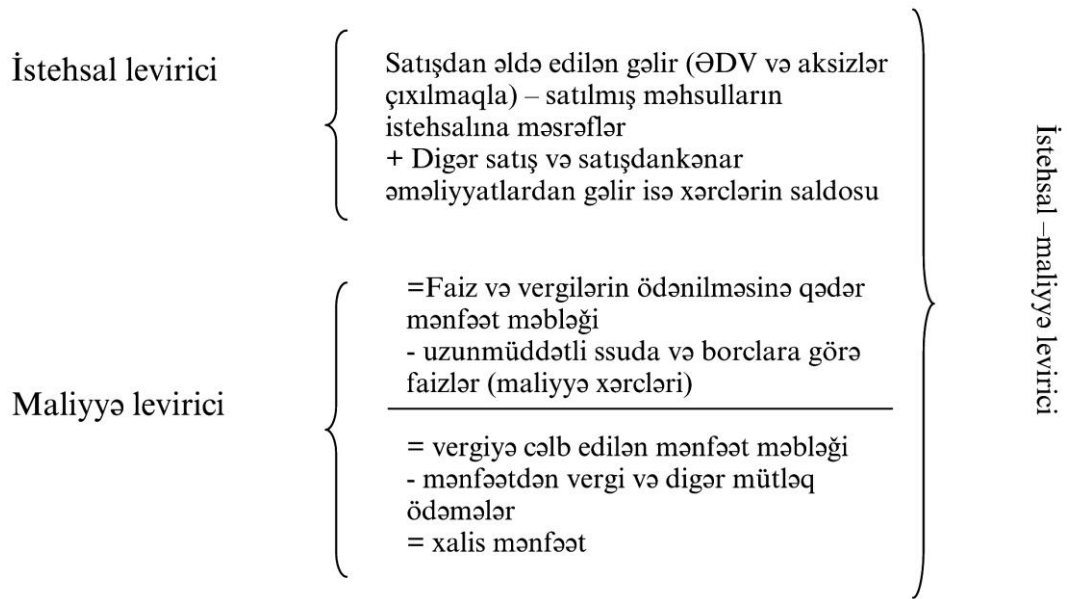 İstehsal levirici
Satışdan əldə edilən gəlir (ƏDV və aksizlər
çıxılmaqla) – satılmış məhsulların
istehsalına məsrəflər
+ Digər satış və satışdankənar
əməliyyatlardan gəlir isə xərclərin saldosu
Maliyyə levirici
=Faiz və vergilərin ödənilməsinə qədər
mənfəət məbləği
- uzunmüddətli ssuda və borclara görə
faizlər (maliyyə xərcləri)
= vergiyə cəlb edilən mənfəət məbləği
- mənfəətdən vergi və digər mütləq
ödəmələr
= xalis mənfəət
İstehsal –maliyyə levirici